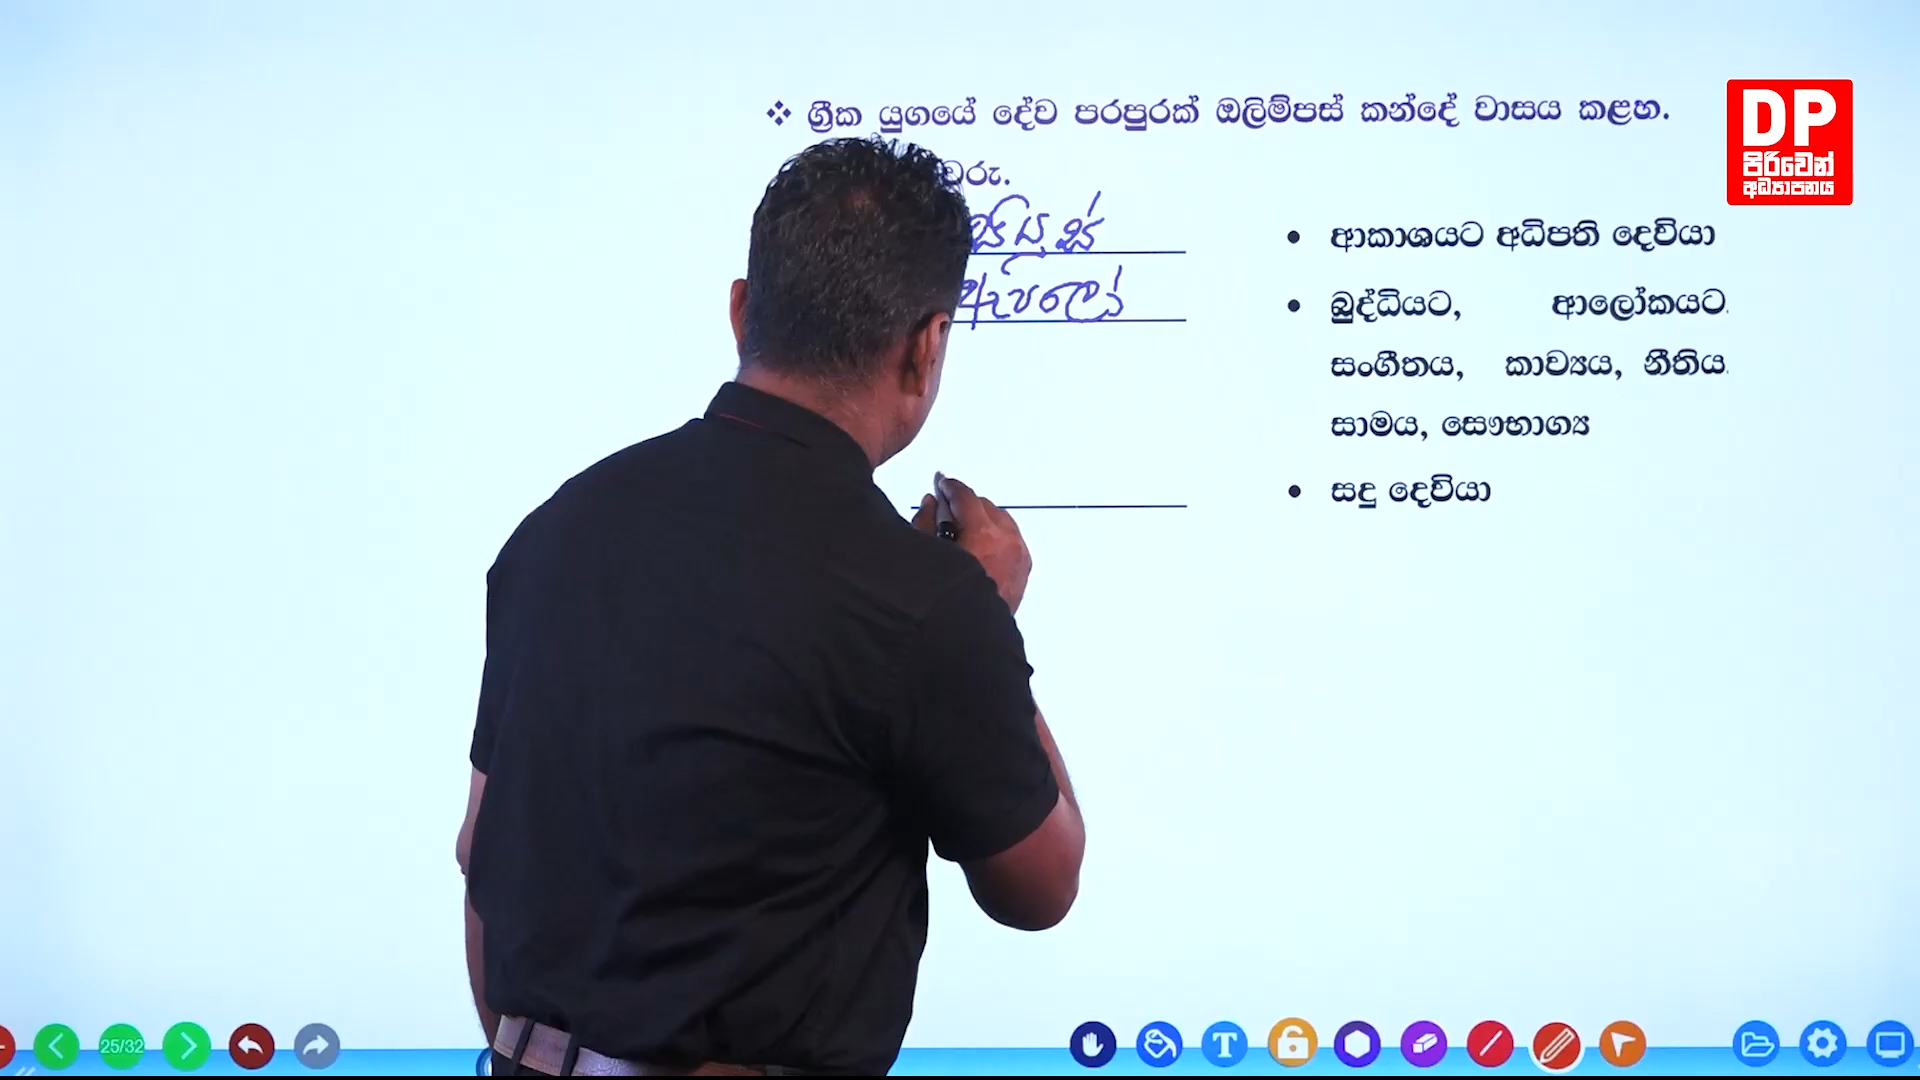 ❖ ග්‍රීක යුගයේ දේව පරපුරක් ඔලිම්පස් කන්දේ වාසය කළහ.
වරු.
සියුස්
ඇපලෝ
• ආකාශයට අධිපති දෙවියා
• බුද්ධියට, ආලෝකයට
සංගීතය, කාව්‍යය, නීතිය
සාමය, සෞභාග්‍ය
• සඳු දෙවියා
DP
පිරිවෙන්
අධ්‍යාපනය
25/32
T